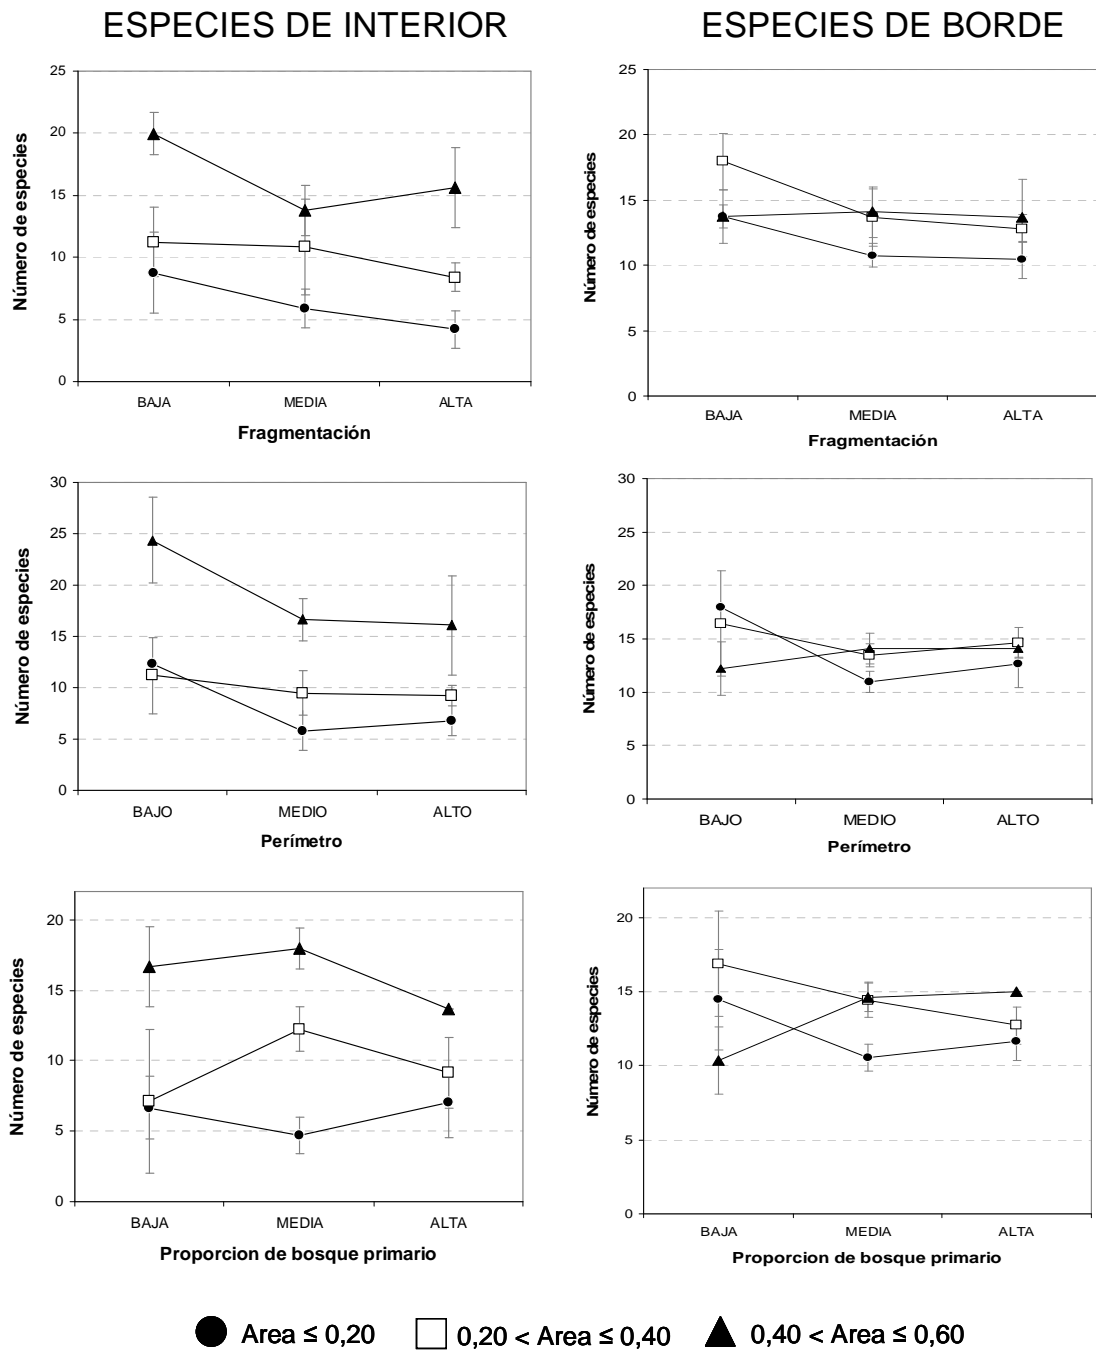 ESPECIES DE INTERIOR
ESPECIES DE BORDE
Número de especies
25
20
15
10
5
0
BAJA MEDIA ALTA
Fragmentación
Número de especies
25
20
15
10
5
0
BAJA MEDIA ALTA
Fragmentación
Número de especies
30
25
20
15
10
5
0
BAJO MEDIO ALTO
Perímetro
Número de especies
30
25
20
15
10
5
0
BAJO MEDIO ALTO
Perímetro
Número de especies
20
15
10
5
0
BAJA MEDIA ALTA
Proporcion de bosque primario
Número de especies
20
15
10
5
0
BAJA MEDIA ALTA
Proporcion de bosque primario
Area ≤ 0,20 0,20 < Area ≤ 0,40 0,40 < Area ≤ 0,60